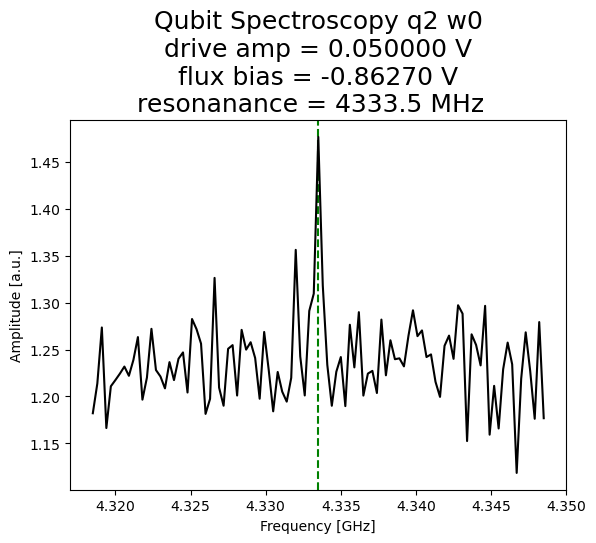 Qubit Spectroscopy q2 w0
drive amp = 0.050000 V
flux bias = -0.86270 V
resonanance = 4333.5 MHz
1.45
1.40
1.35
1.30
1.25
1.20
1.15
Amplitude [a.u.]
4.320 4.325 4.330 4.335 4.340 4.345 4.350
Frequency [GHz]